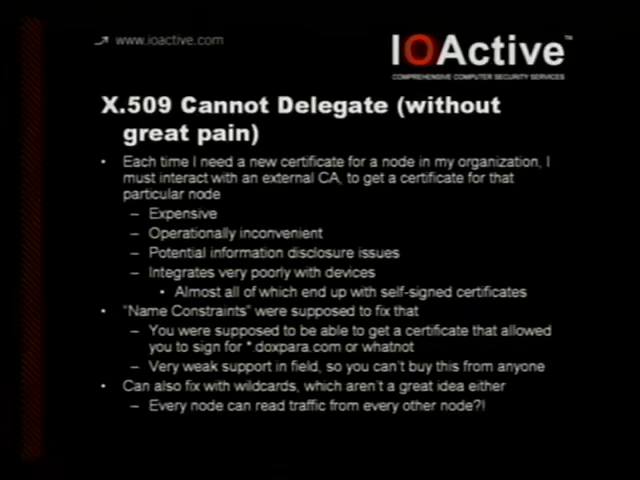 www.ioactive.com
IOActive™
COMPREHENSIVE COMPUTER SECURITY SERVICES
X.509 Cannot Delegate (without
great pain)
• Each time I need a new certificate for a node in my organization, I
must interact with an external CA, to get a certificate for that
particular node
– Expensive
– Operationally inconvenient
– Potential information disclosure issues
– Integrates very poorly with devices
• Almost all of which end up with self-signed certificates
• "Name Constraints" were supposed to fix that
– You were supposed to be able to get a certificate that allowed
you to sign for *.doxpara.com or whatnot
– Very weak support in field, so you can't buy this from anyone
• Can also fix with wildcards, which aren't a great idea either
– Every node can read traffic from every other node?!